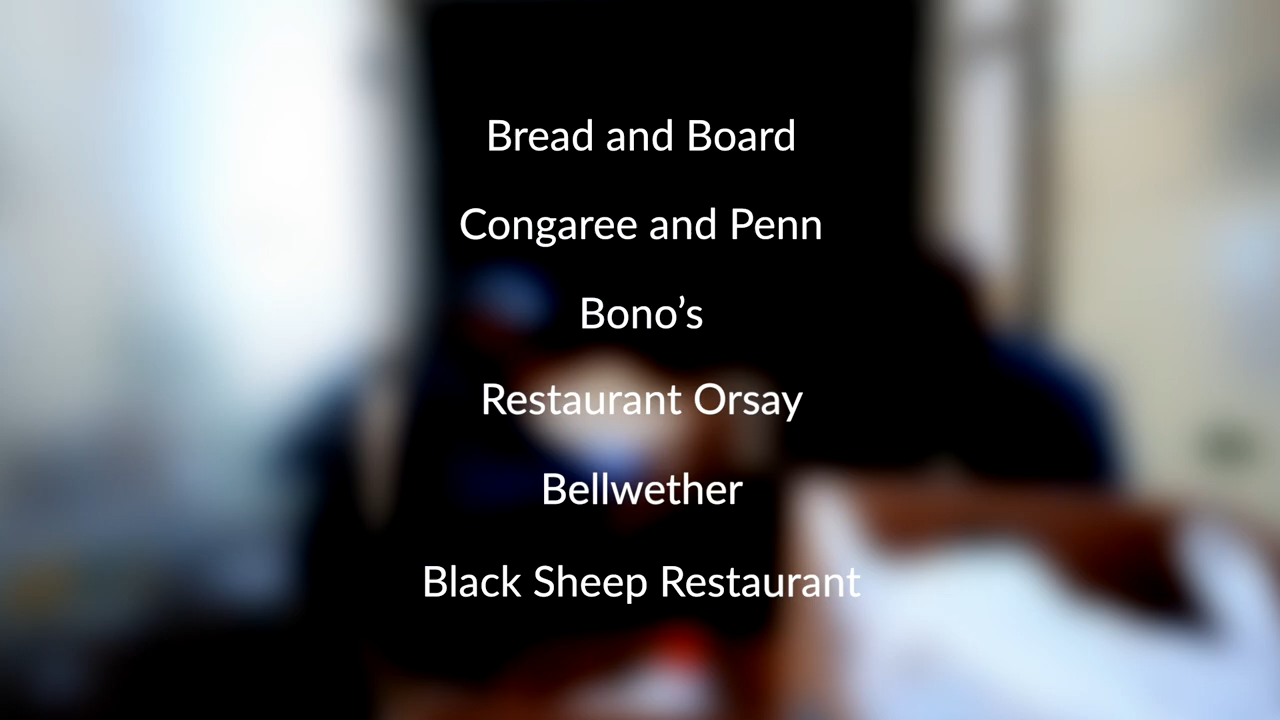 Bread and Board
Congaree and Penn
Bono’s
Restaurant Orsay
Bellwether
Black Sheep Restaurant